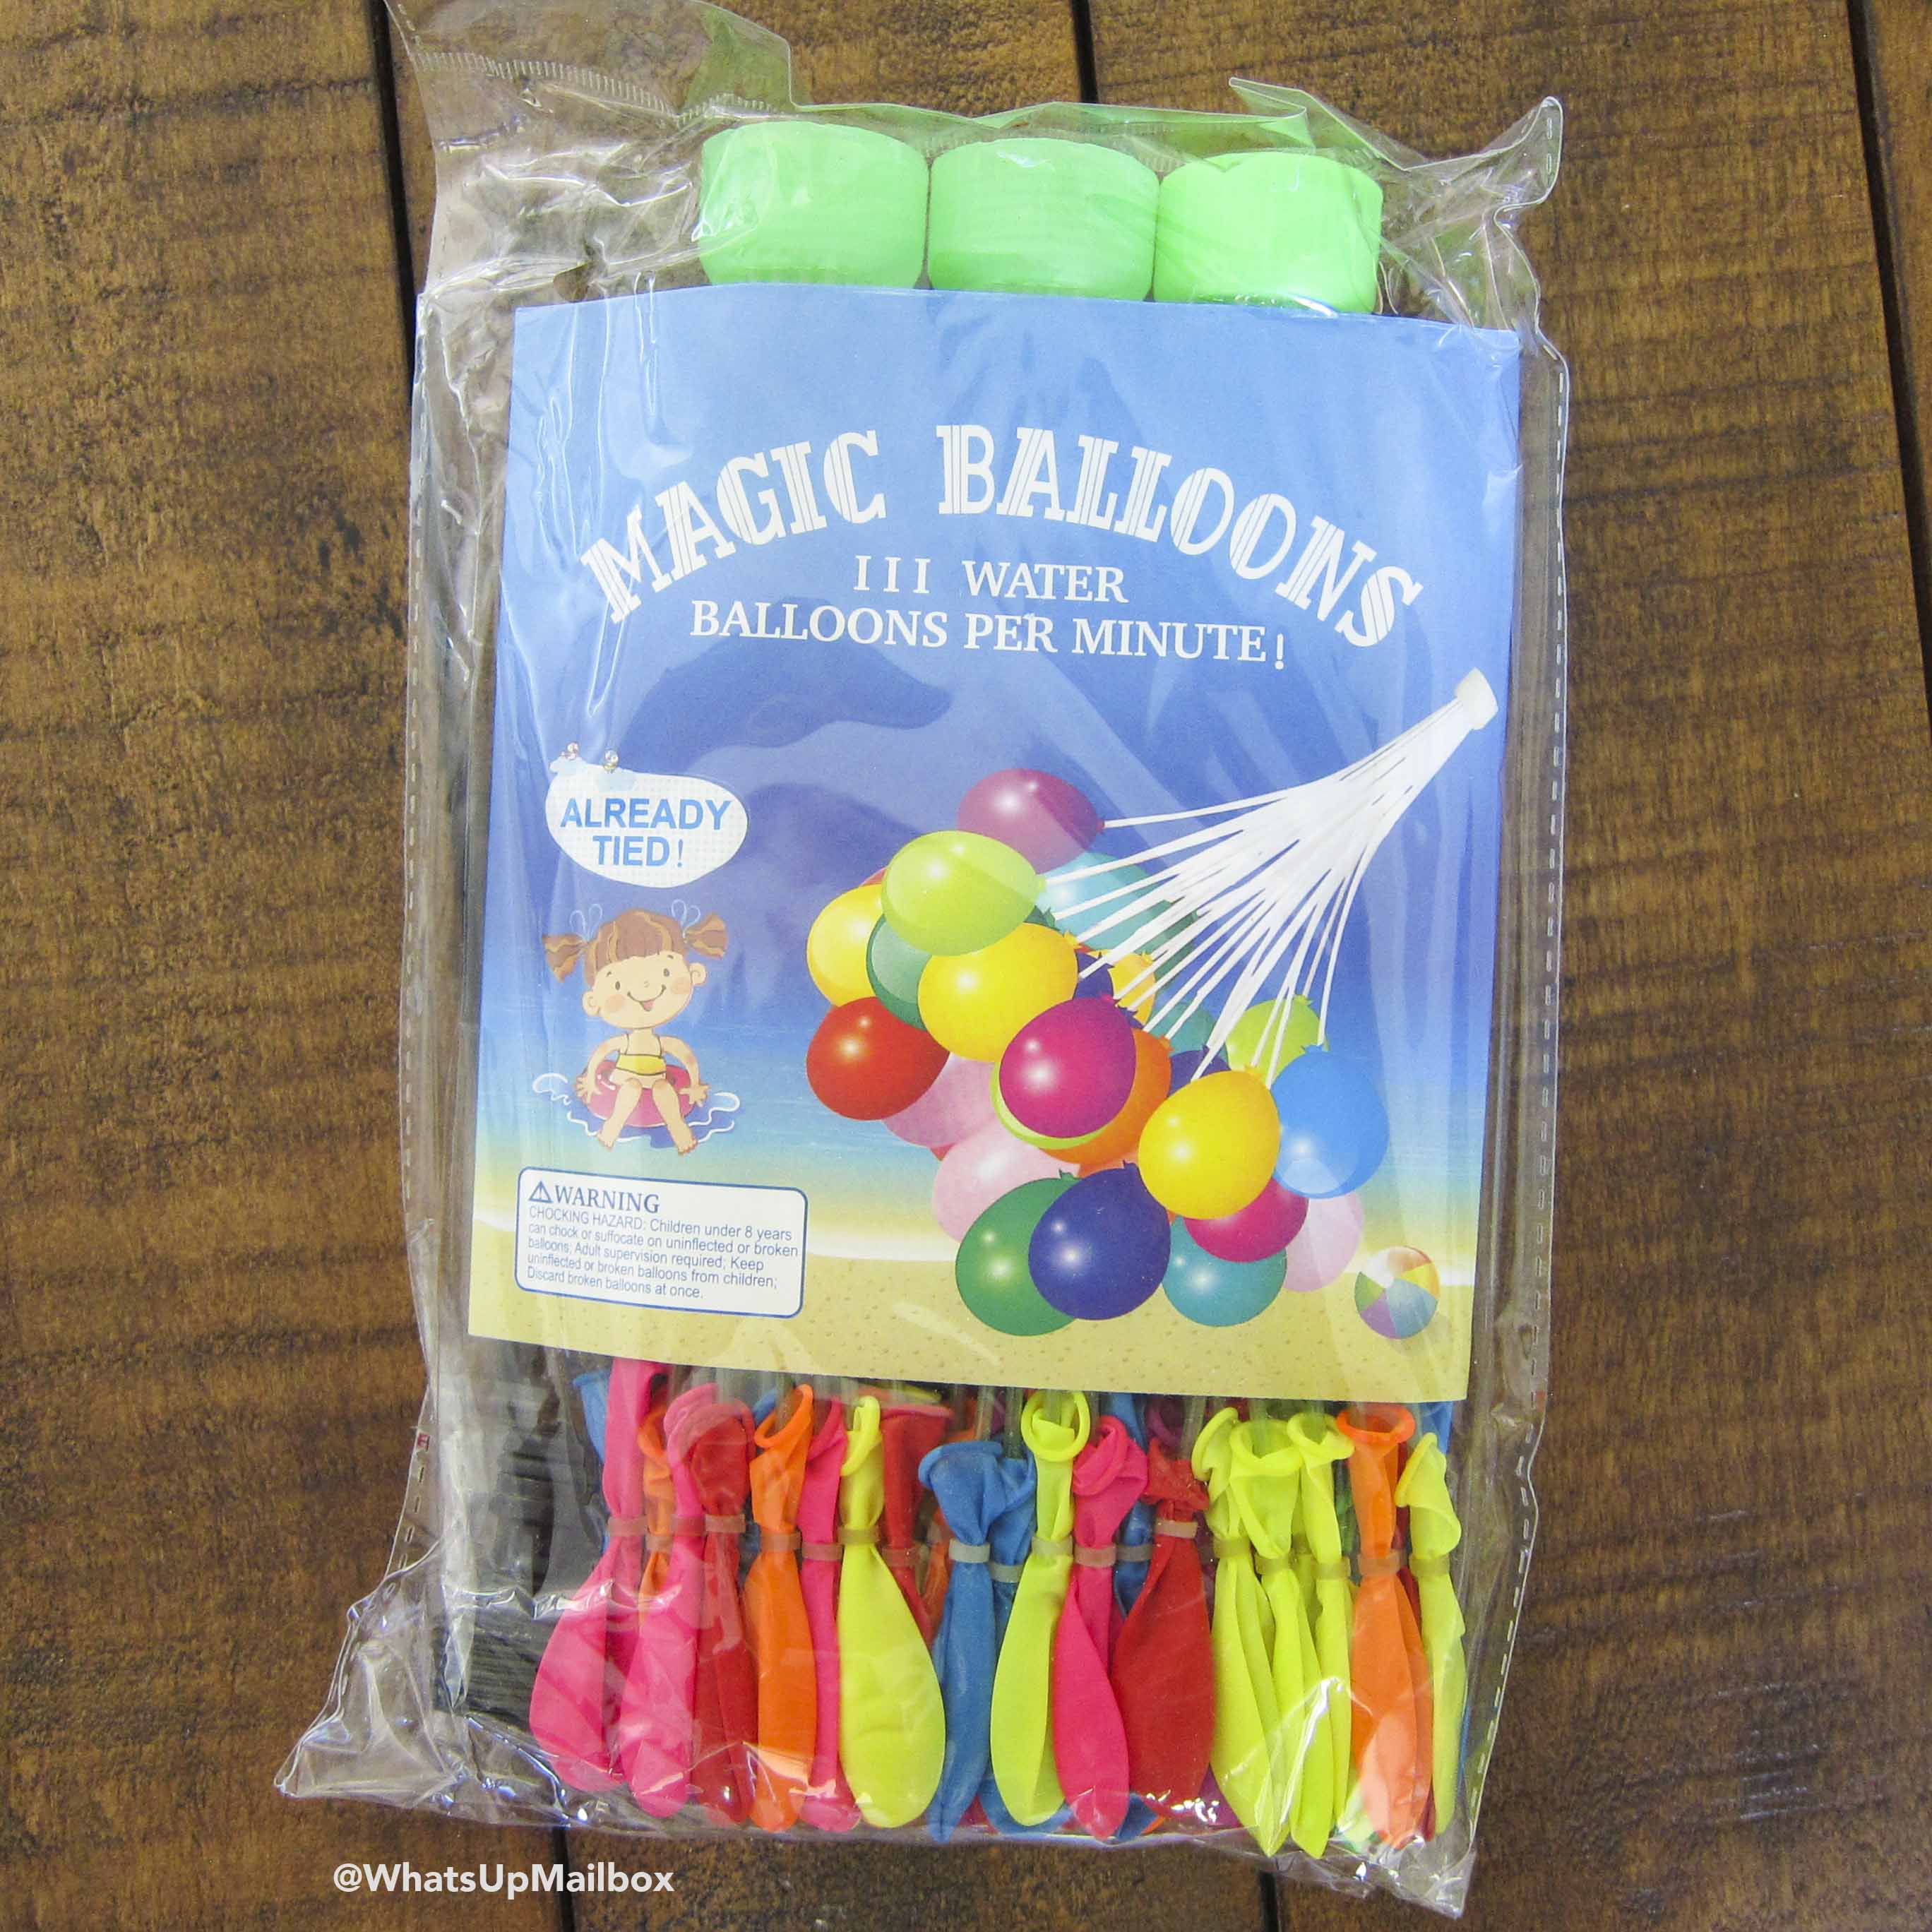 MAGIC BALLOONS
III WATER
BALLOONS PER MINUTE!
ALREADY
TIED!
⚠WARNING
CHOCKING HAZARD: Children under 8 years
can chock or suffocate on uninflected or broken
balloons; Adult supervision required; Keep
uninflected or broken balloons from children;
Discard broken balloons at once.
@WhatsUpMailbox